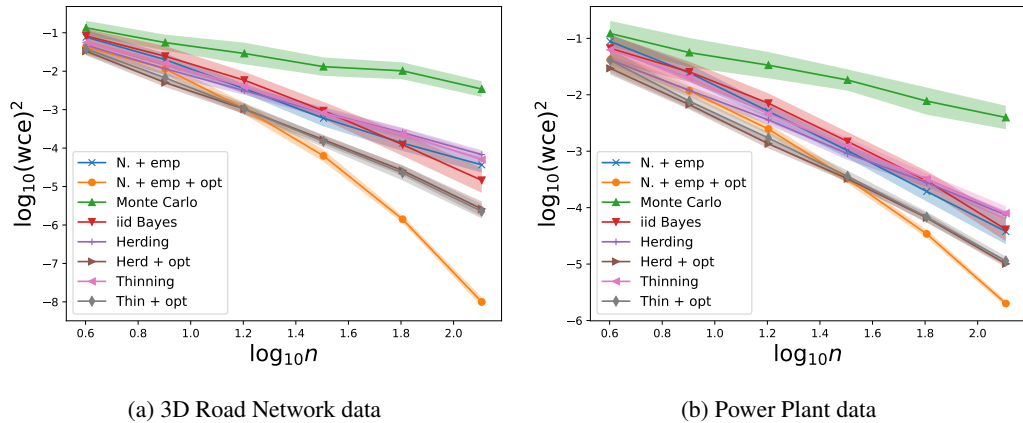 log₁₀(wce)²
−1
−2
−3
−4
−5
−6
−7
−8
N. + emp
N. + emp + opt
Monte Carlo
iid Bayes
Herding
Herd + opt
Thinning
Thin + opt
0.6 0.8 1.0 1.2 1.4 1.6 1.8 2.0
log₁₀n
(a) 3D Road Network data
log₁₀(wce)²
−1
−2
−3
−4
−5
−6
N. + emp
N. + emp + opt
Monte Carlo
iid Bayes
Herding
Herd + opt
Thinning
Thin + opt
0.6 0.8 1.0 1.2 1.4 1.6 1.8 2.0
log₁₀n
(b) Power Plant data